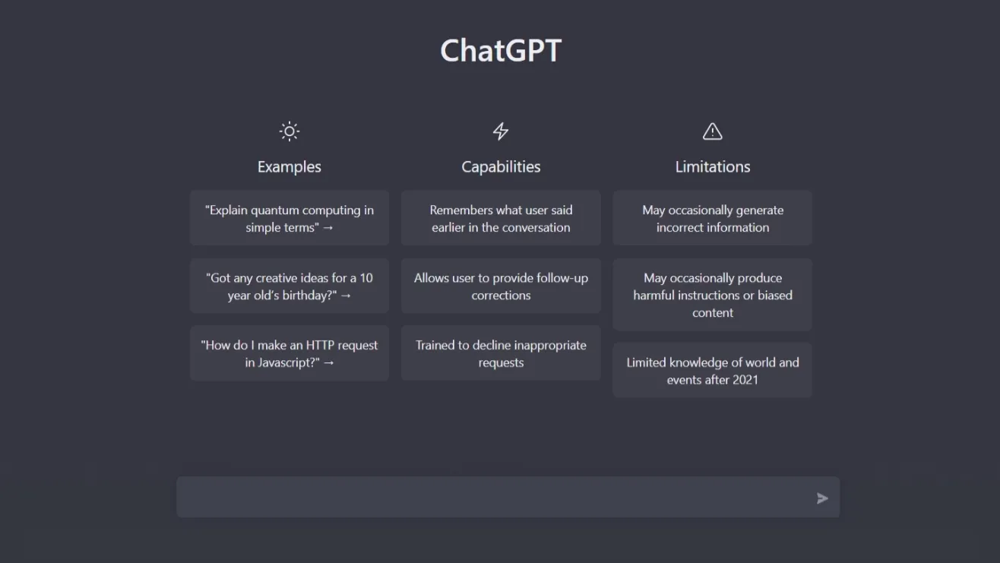 ChatGPT
Examples
"Explain quantum computing in
simple terms" →
"Got any creative ideas for a 10
year old’s birthday?" →
"How do I make an HTTP request
in Javascript?" →
Capabilities
Remembers what user said
earlier in the conversation
Allows user to provide follow-up
corrections
Trained to decline inappropriate
requests
Limitations
May occasionally generate
incorrect information
May occasionally produce
harmful instructions or biased
content
Limited knowledge of world and
events after 2021